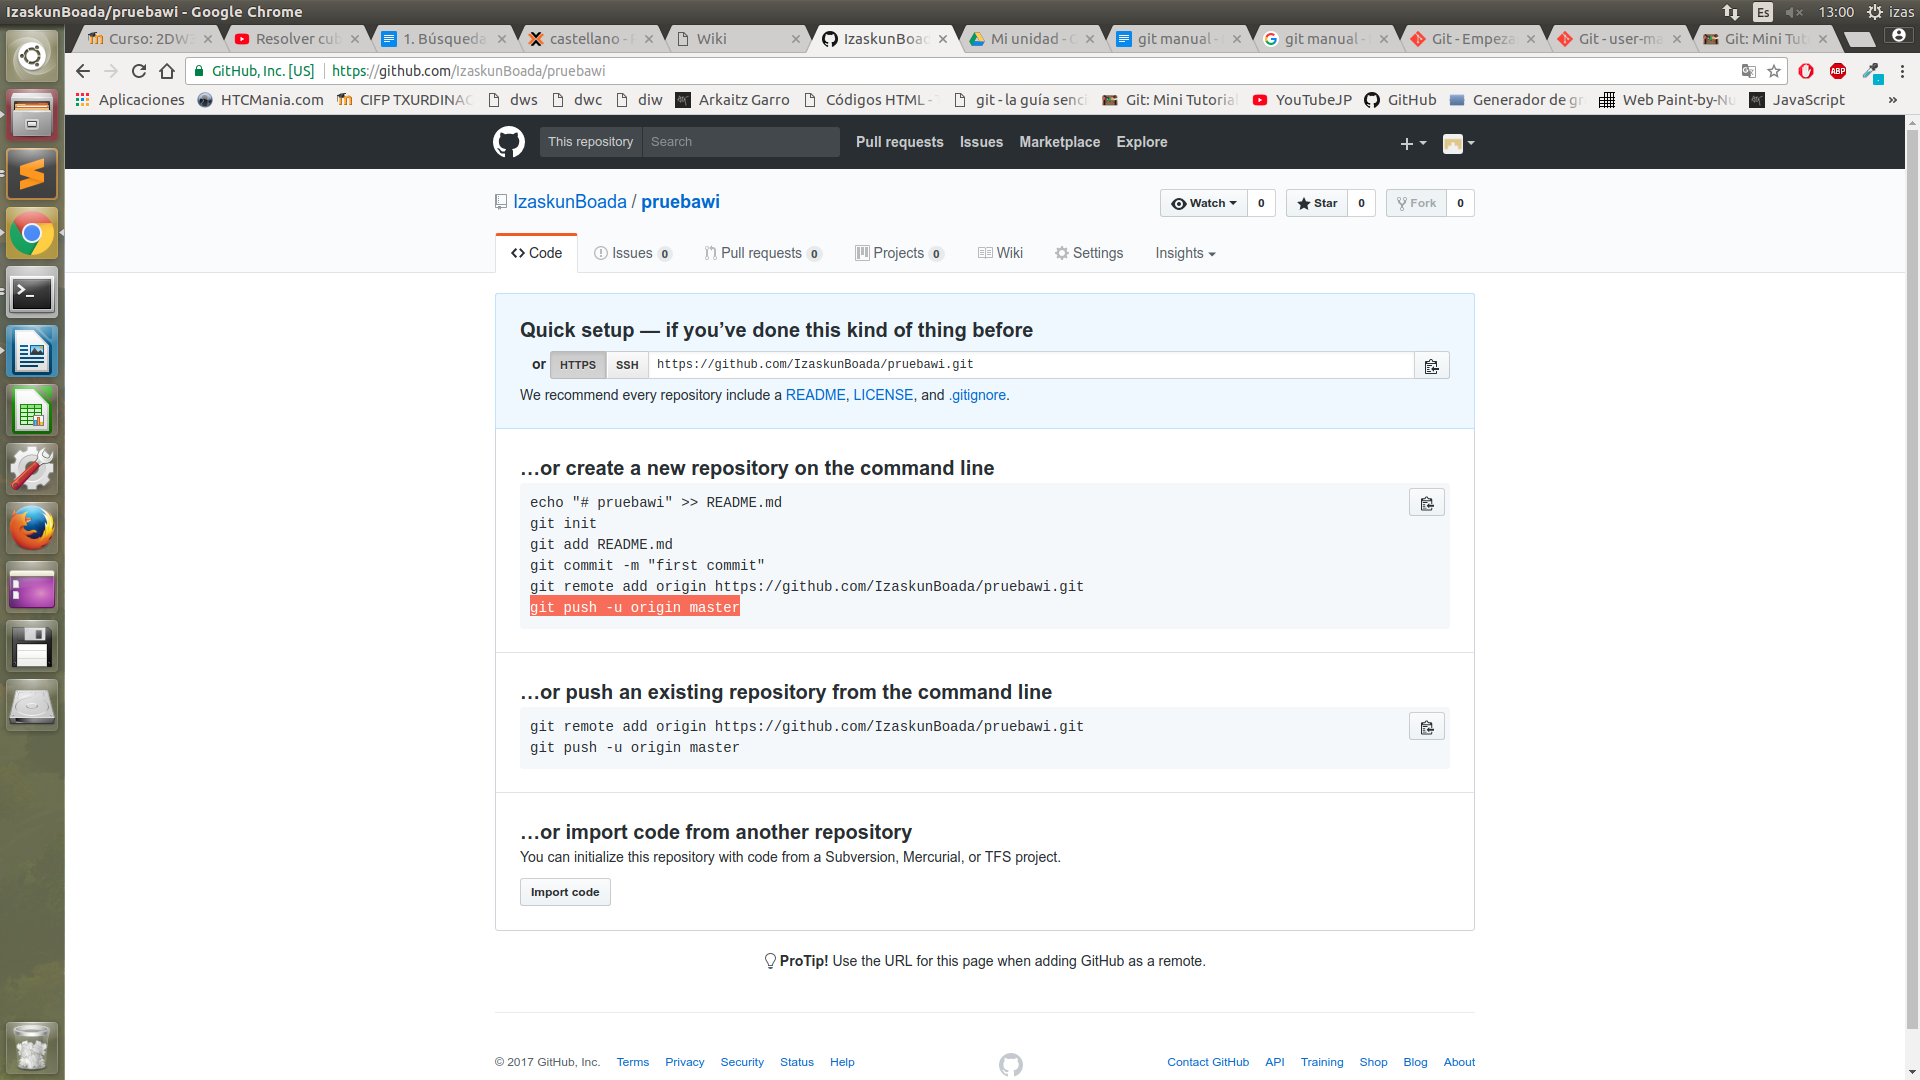 IzaskunBoada/pruebawi - Google Chrome
Es
13:00
izas
Curso: 2DW
Resolver cub
1. Búsqueda
castellano - P
Wiki
IzaskunBoad
Mi unidad - G
git manual -
git manual -
Git - Empeza
Git - user-ma
Git: Mini Tut
GitHub, Inc. [US]
https://github.com/IzaskunBoada/pruebawi
ABP
Aplicaciones
HTCMania.com
CIFP TXURDINAG
dws
dwc
diw
Arkaitz Garro
Códigos HTML - T
git - la guía senci
Git: Mini Tutorial
YouTubeJP
GitHub
Generador de gr
Web Paint-by-Nu
JavaScript
»
This repository
Search
Pull requests
Issues
Marketplace
Explore
IzaskunBoada / pruebawi
Watch
0
Star
0
Fork
0
Code
Issues 0
Pull requests 0
Projects 0
Wiki
Settings
Insights
Quick setup — if you’ve done this kind of thing before
or HTTPS SSH https://github.com/IzaskunBoada/pruebawi.git
We recommend every repository include a README, LICENSE, and .gitignore.
…or create a new repository on the command line
echo "# pruebawi" >> README.md
git init
git add README.md
git commit -m "first commit"
git remote add origin https://github.com/IzaskunBoada/pruebawi.git
git push -u origin master
…or push an existing repository from the command line
git remote add origin https://github.com/IzaskunBoada/pruebawi.git
git push -u origin master
…or import code from another repository
You can initialize this repository with code from a Subversion, Mercurial, or TFS project.
Import code
ProTip! Use the URL for this page when adding GitHub as a remote.
© 2017 GitHub, Inc.
Terms
Privacy
Security
Status
Help
Contact GitHub
API
Training
Shop
Blog
About